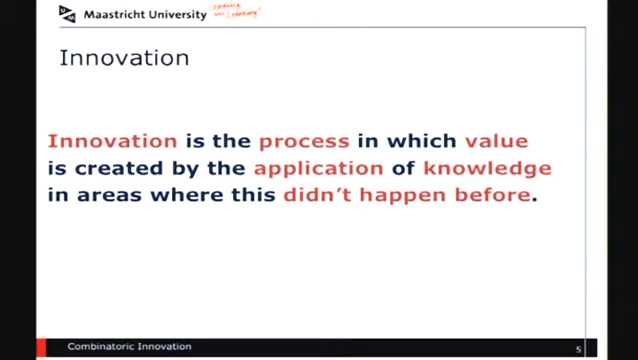 Maastricht University
Innovation
Innovation is the process in which value
is created by the application of knowledge
in areas where this didn't happen before.
Combinatoric Innovation
5